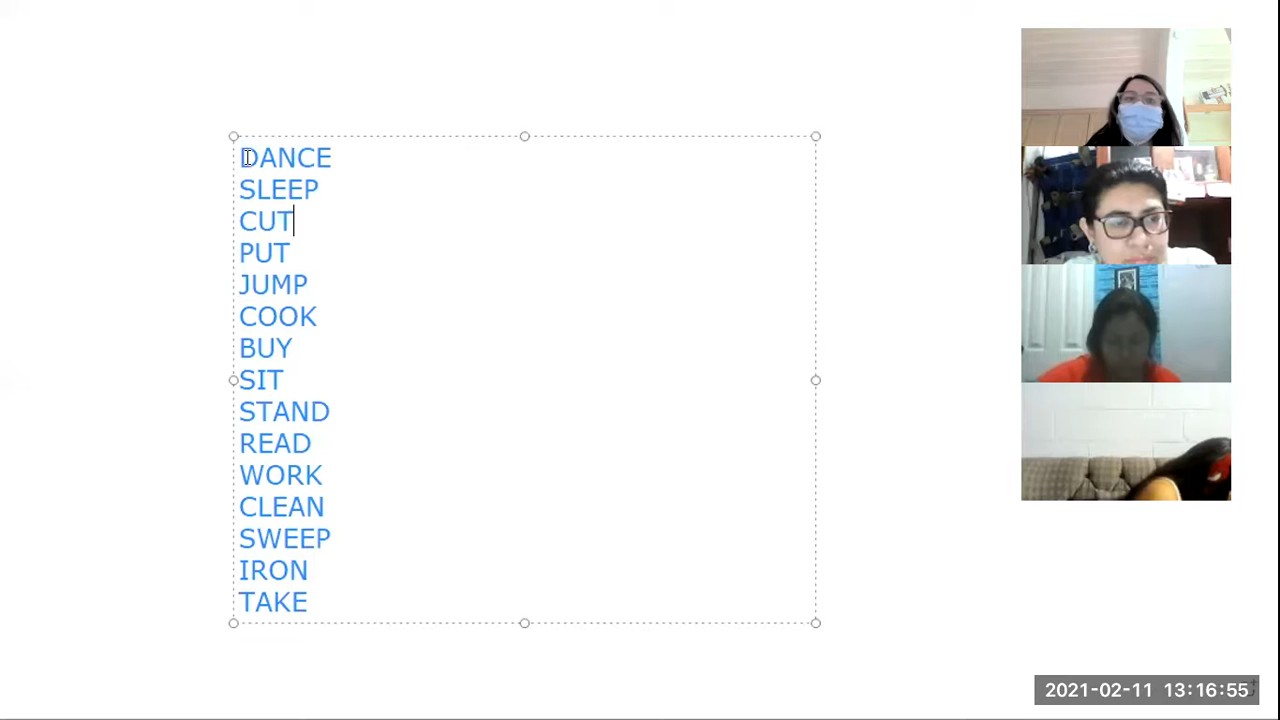 DANCE
SLEEP
CUT
PUT
JUMP
COOK
BUY
SIT
STAND
READ
WORK
CLEAN
SWEEP
IRON
TAKE
2021-02-11 13:16:55